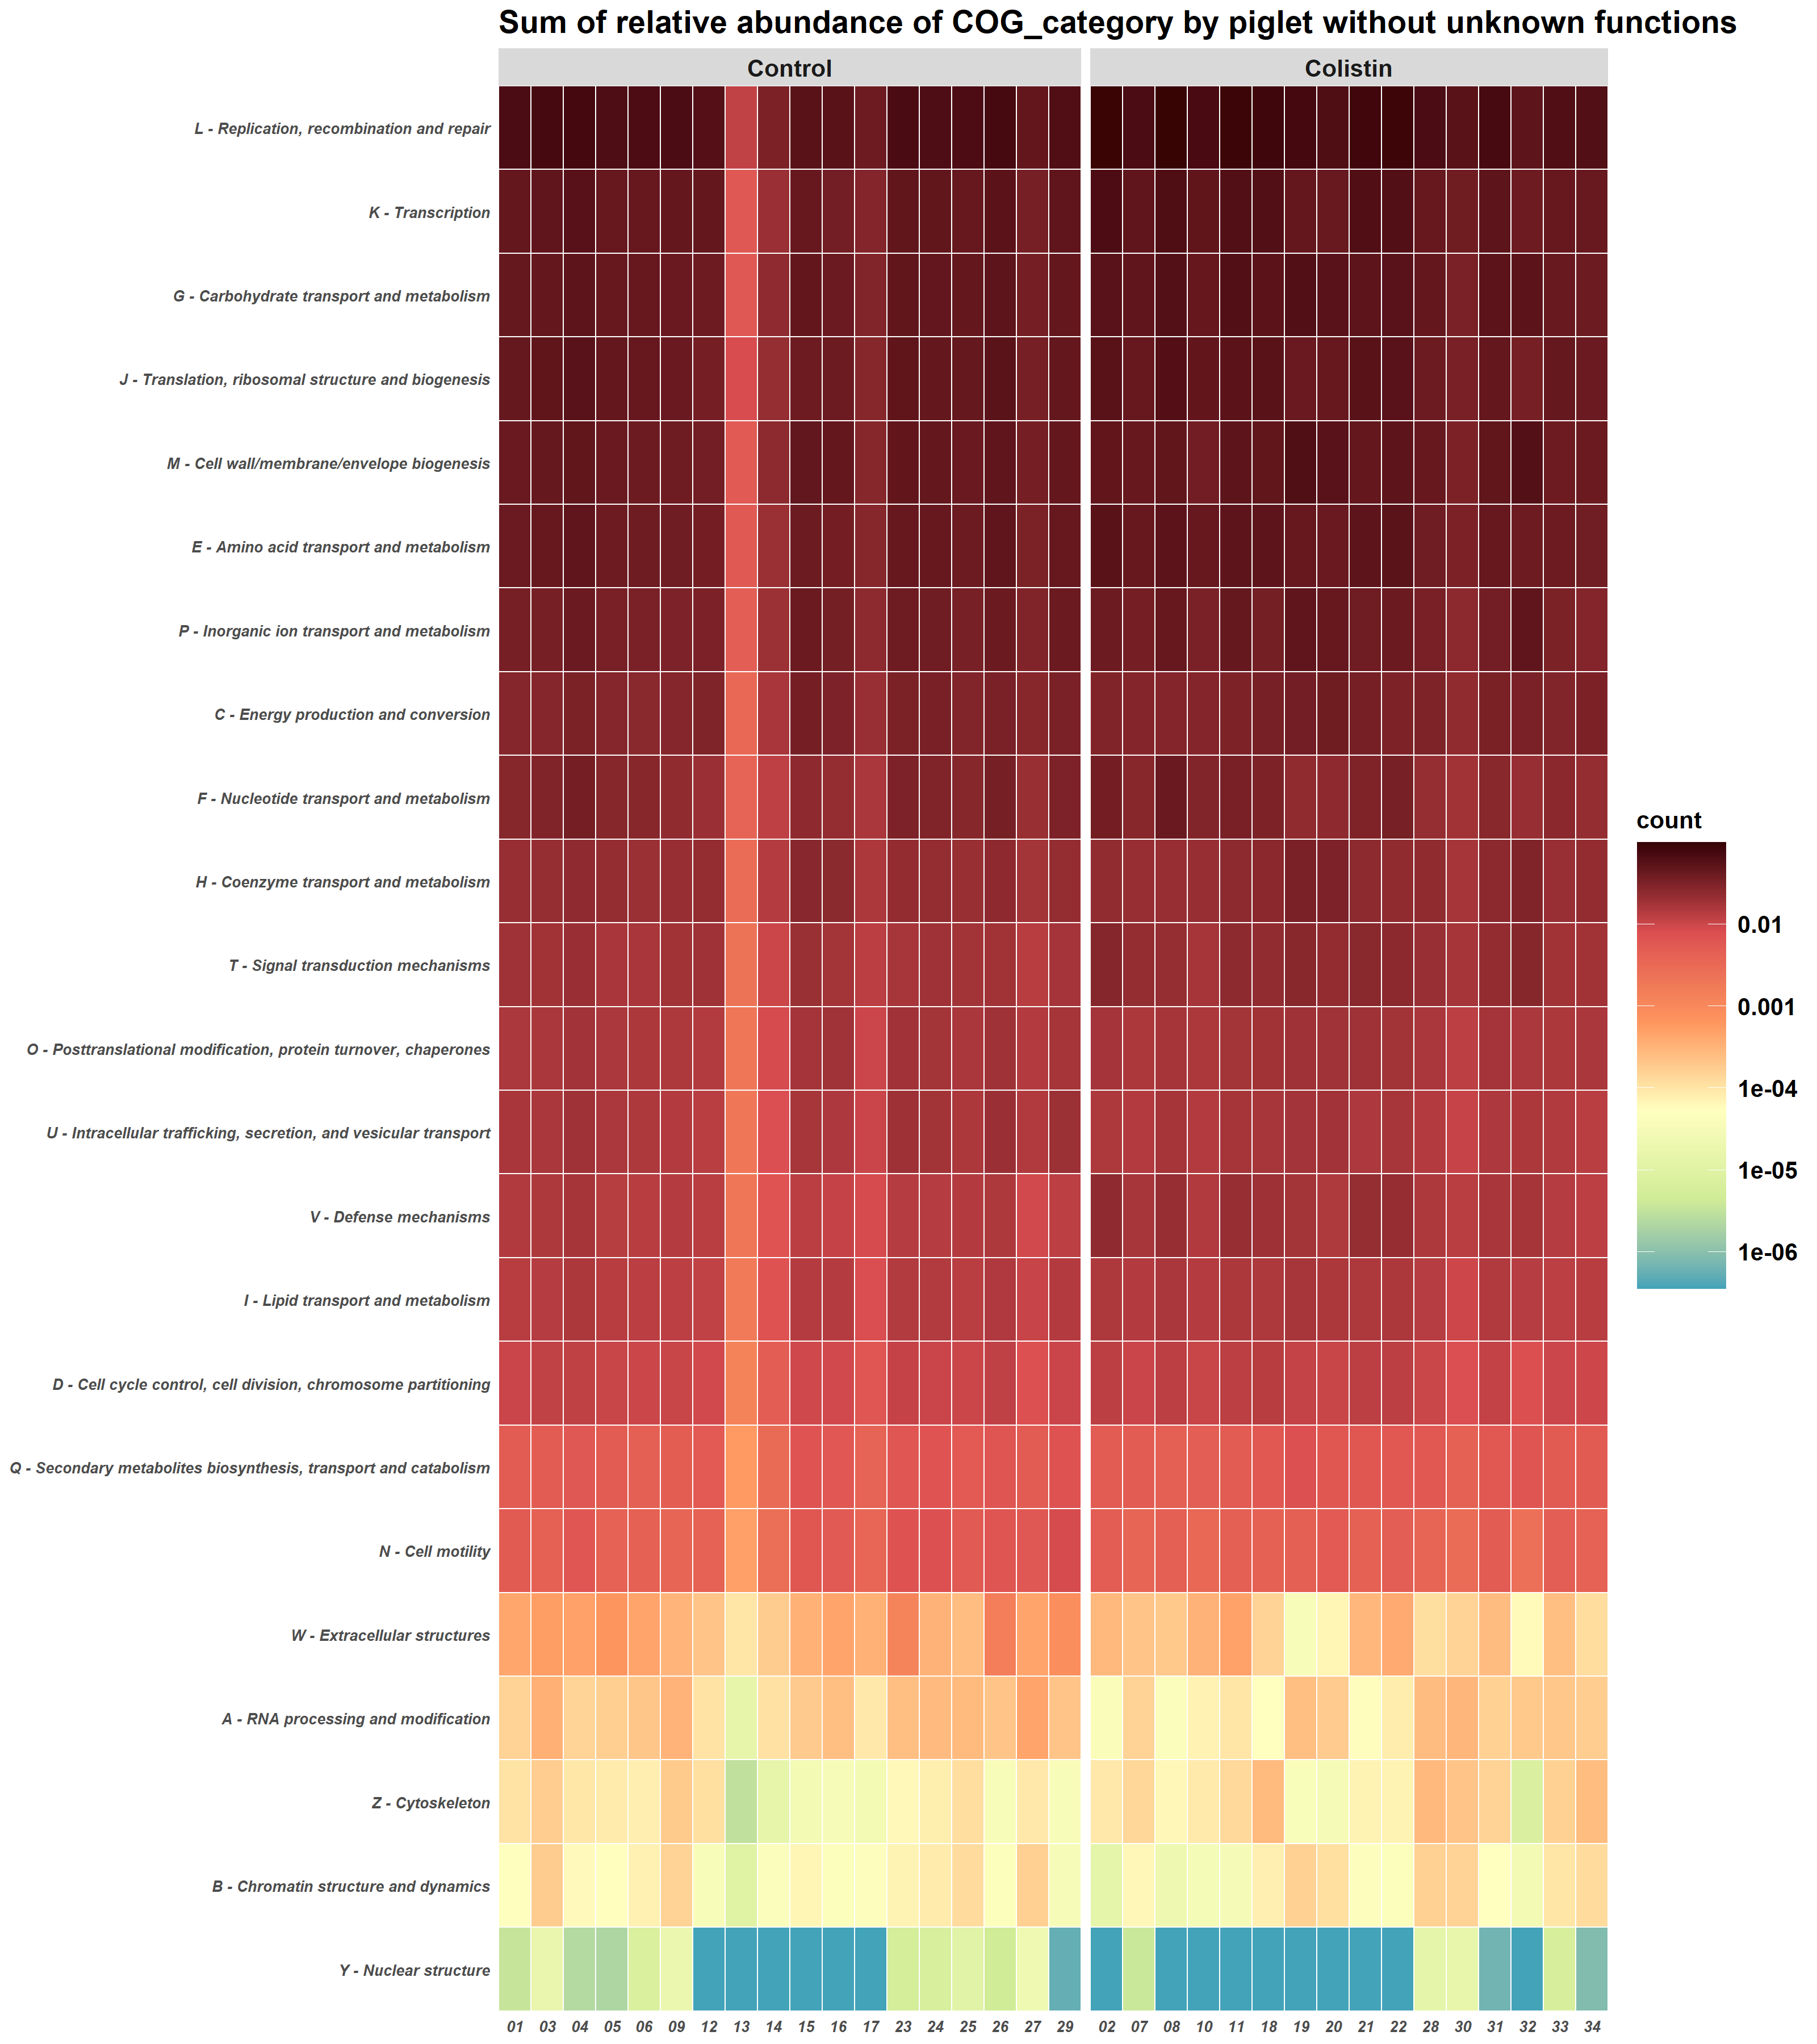 Sum of relative abundance of COG_category by piglet without unknown functions
Control Colistin
L - Replication, recombination and repair
K - Transcription
G - Carbohydrate transport and metabolism
J - Translation, ribosomal structure and biogenesis
M - Cell wall/membrane/envelope biogenesis
E - Amino acid transport and metabolism
P - Inorganic ion transport and metabolism
C - Energy production and conversion
F - Nucleotide transport and metabolism
H - Coenzyme transport and metabolism
T - Signal transduction mechanisms
O - Posttranslational modification, protein turnover, chaperones
U - Intracellular trafficking, secretion, and vesicular transport
V - Defense mechanisms
I - Lipid transport and metabolism
D - Cell cycle control, cell division, chromosome partitioning
Q - Secondary metabolites biosynthesis, transport and catabolism
N - Cell motility
W - Extracellular structures
A - RNA processing and modification
Z - Cytoskeleton
B - Chromatin structure and dynamics
Y - Nuclear structure
01 03 04 05 06 09 12 13 14 15 16 17 23 24 25 26 27 29 02 07 08 10 11 18 19 20 21 22 28 30 31 32 33 34
count
0.01
0.001
1e-04
1e-05
1e-06